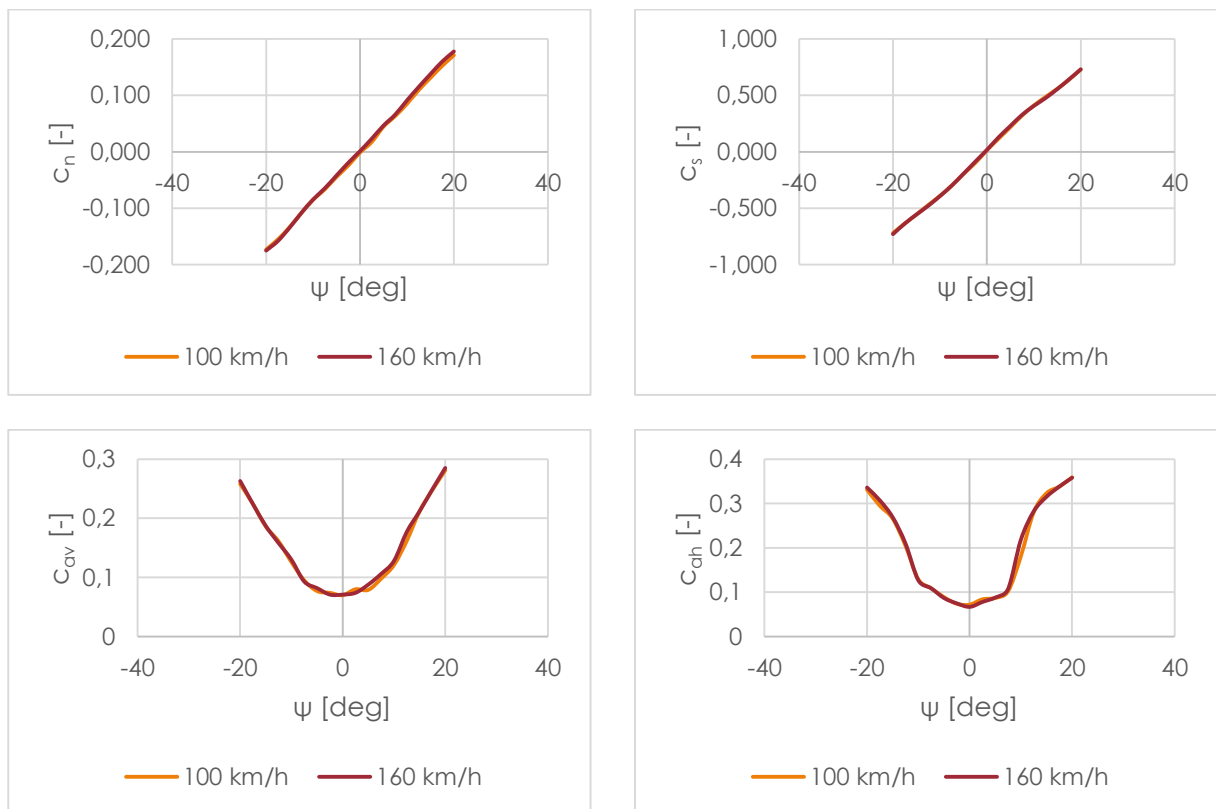 0,200
0,100
0,000
-0,100
-0,200
-40 -20 0 20 40
cn [-]
ψ [deg]
100 km/h 160 km/h
1,000
0,500
0,000
-0,500
-1,000
-40 -20 0 20 40
cs [-]
ψ [deg]
100 km/h 160 km/h
0,3
0,2
0,1
0
-40 -20 0 20 40
cav [-]
ψ [deg]
100 km/h 160 km/h
0,4
0,3
0,2
0,1
0
-40 -20 0 20 40
cah [-]
ψ [deg]
100 km/h 160 km/h